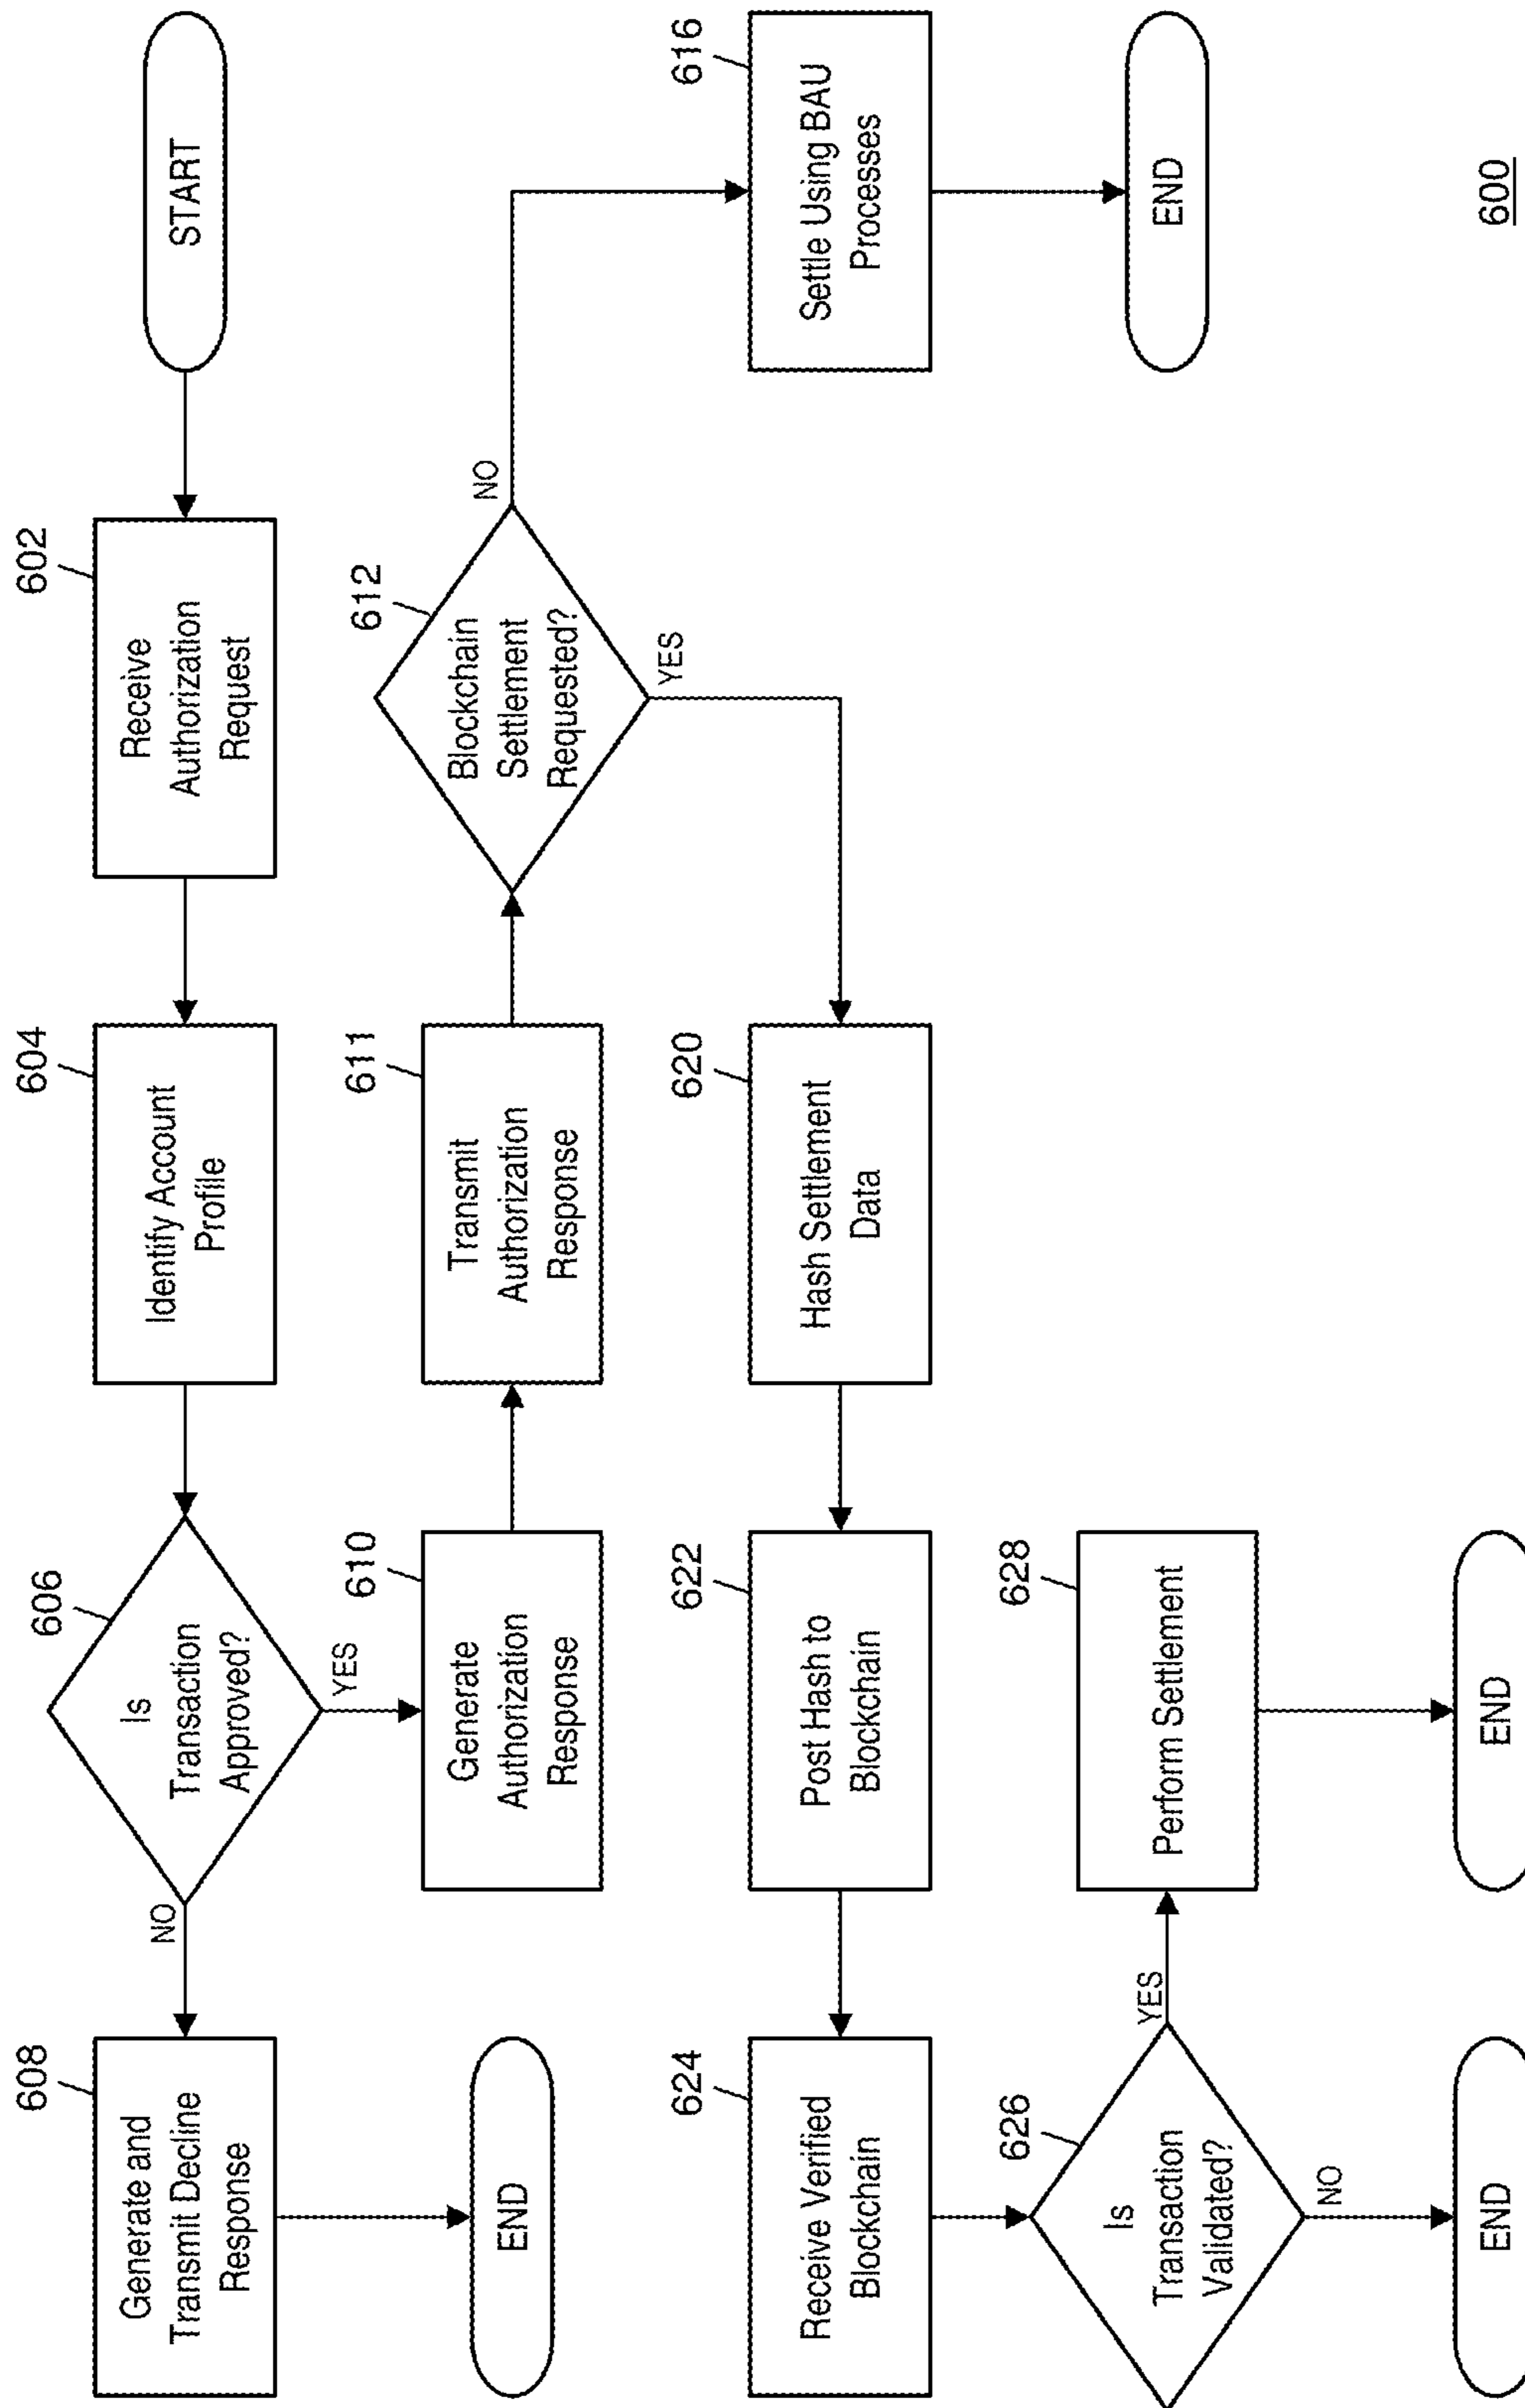 START
602
Receive
Authorization
Request
604
Identify Account
Profile
606
Is
Transaction
Approved?
NO
YES
608
Generate and
Transmit Decline
Response
END
610
Generate
Authorization
Response
611
Transmit
Authorization
Response
612
Blockchain
Settlement
Requested?
NO
YES
616
Settle Using BAU
Processes
END
620
Hash Settlement
Data
622
Post Hash to
Blockchain
624
Receive Verified
Blockchain
626
Is
Transaction
Validated?
YES
NO
628
Perform Settlement
END
END
600